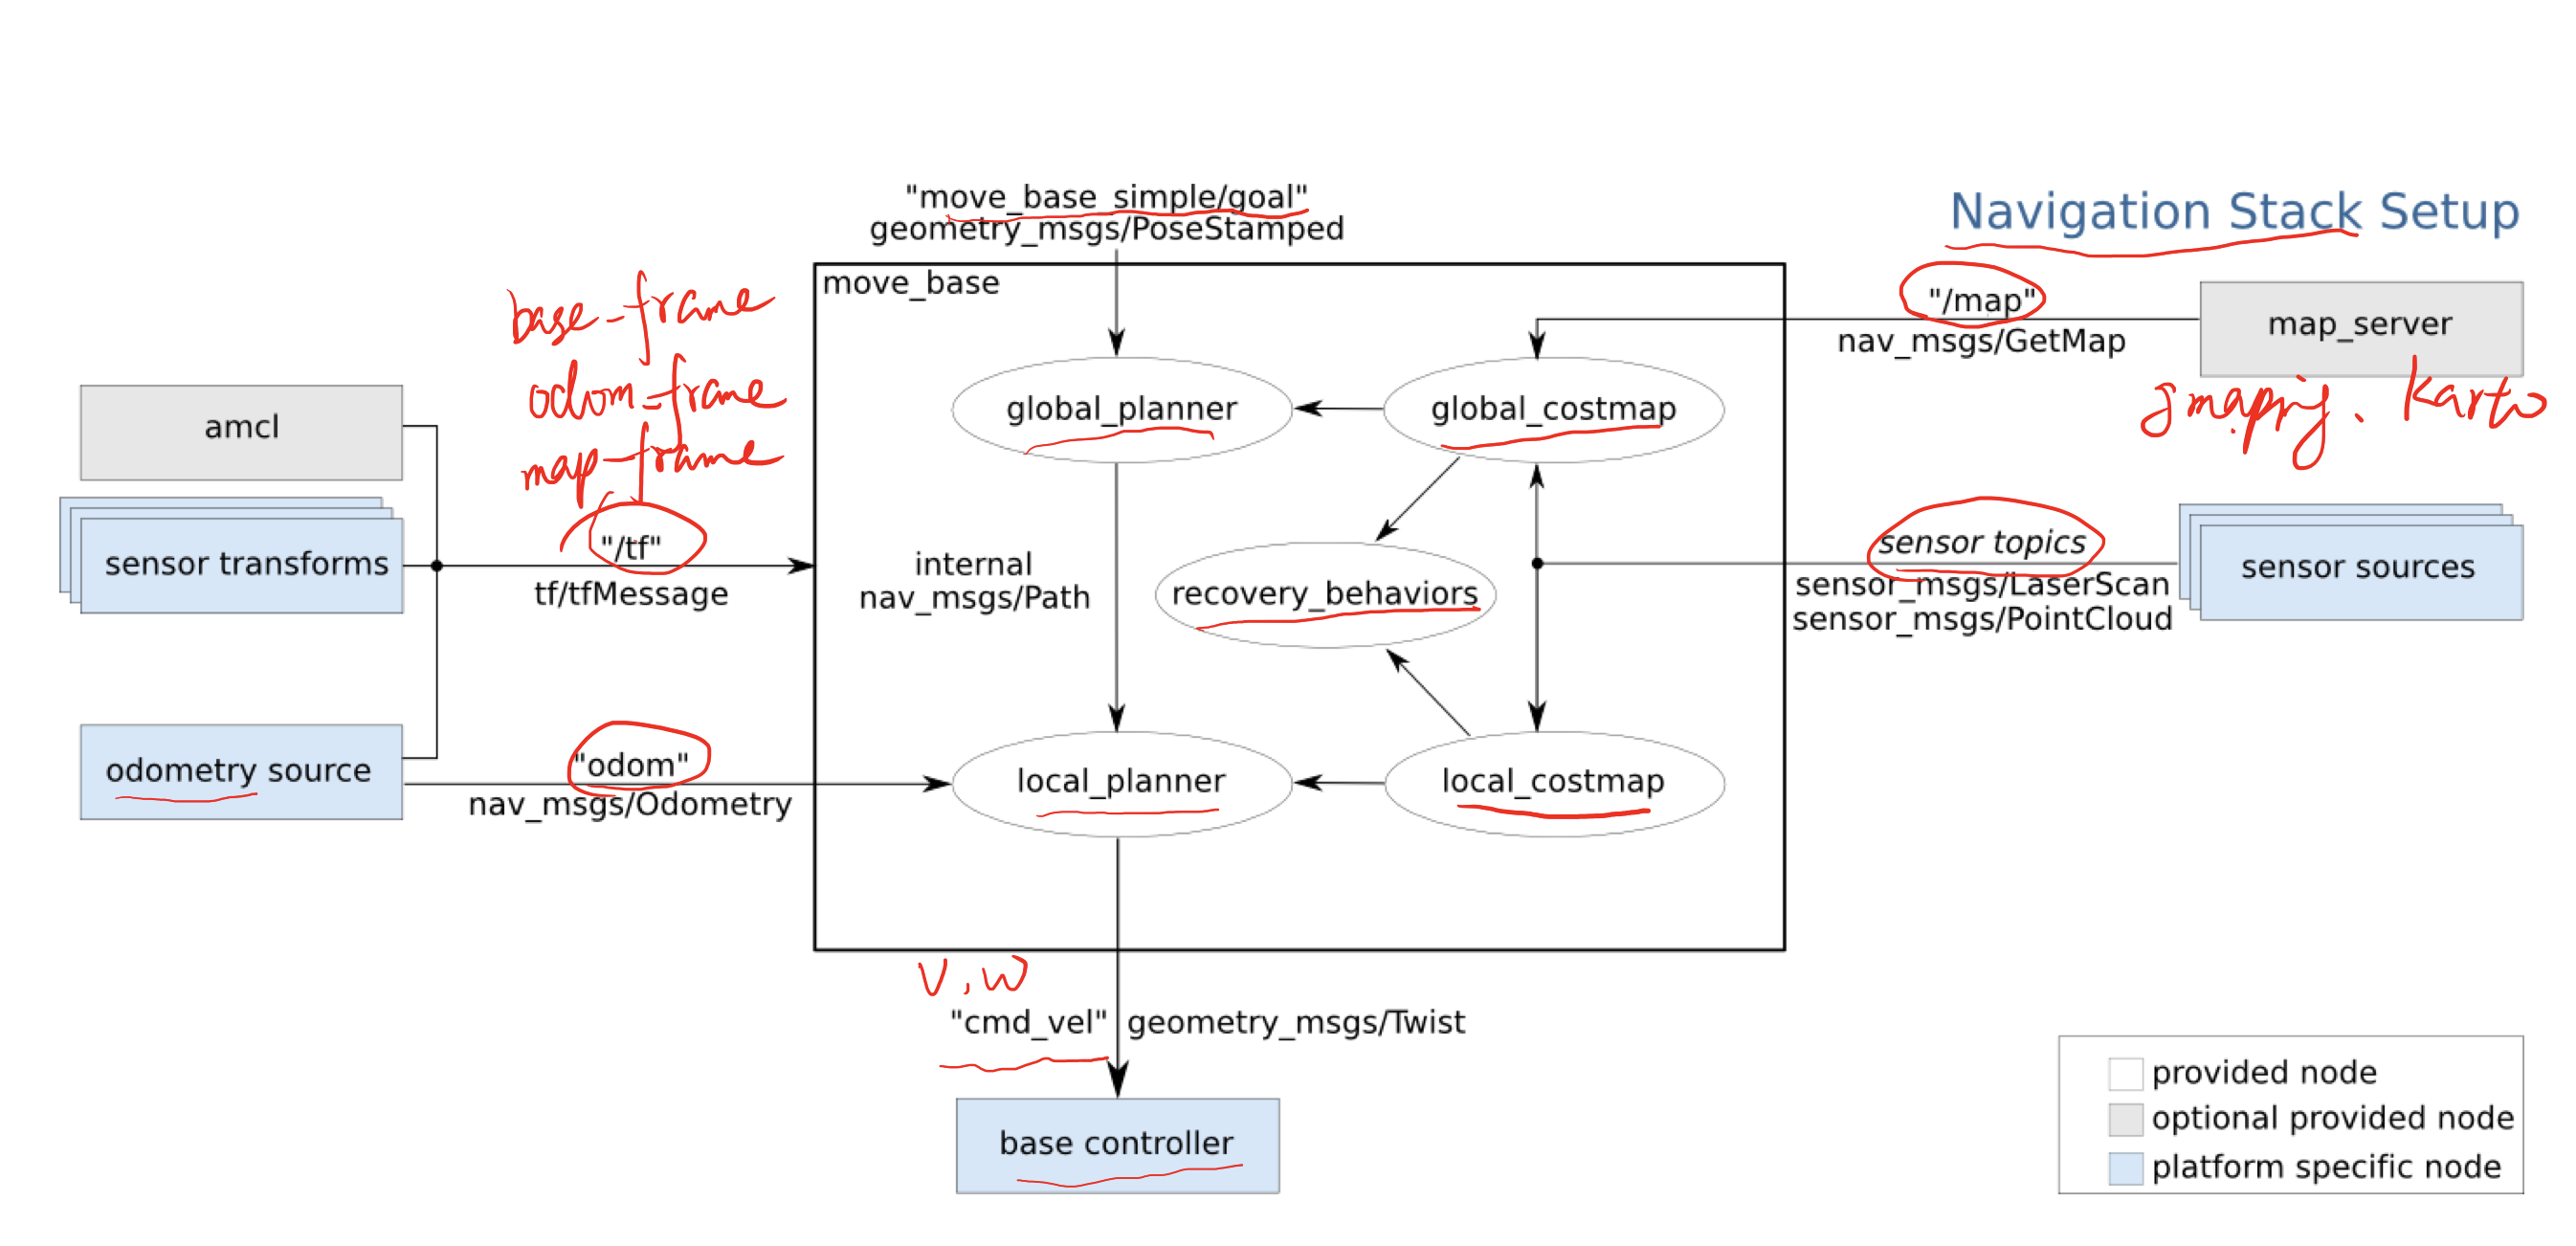 "move_base_simple/goal"
geometry_msgs/PoseStamped
Navigation Stack Setup
move_base
"/map"
nav_msgs/GetMap
map_server
gmapping. karto
base_frame
odom_frame
map_frame
amcl
global_planner
global_costmap
sensor transforms
"/tf"
tf/tfMessage
internal
nav_msgs/Path
recovery_behaviors
sensor topics
sensor_msgs/LaserScan
sensor_msgs/PointCloud
sensor sources
odometry source
"odom"
nav_msgs/Odometry
local_planner
local_costmap
v, w
"cmd_vel" geometry_msgs/Twist
base controller
provided node
optional provided node
platform specific node